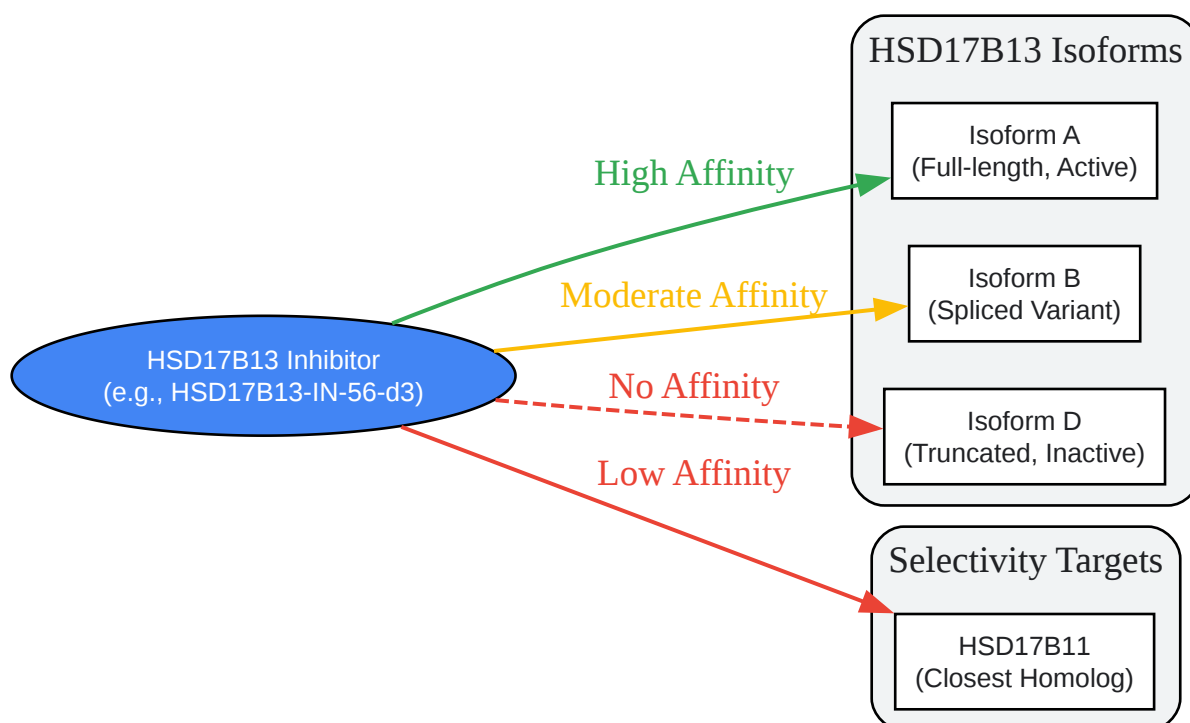 HSD17B13 Isoforms
Isoform A
(Full-length, Active)
High Affinity
Isoform B
(Spliced Variant)
Moderate Affinity
HSD17B13 Inhibitor
(e.g., HSD17B13-IN-56-d3)
No Affinity
Isoform D
(Truncated, Inactive)
Low Affinity
Selectivity Targets
HSD17B11
(Closest Homolog)